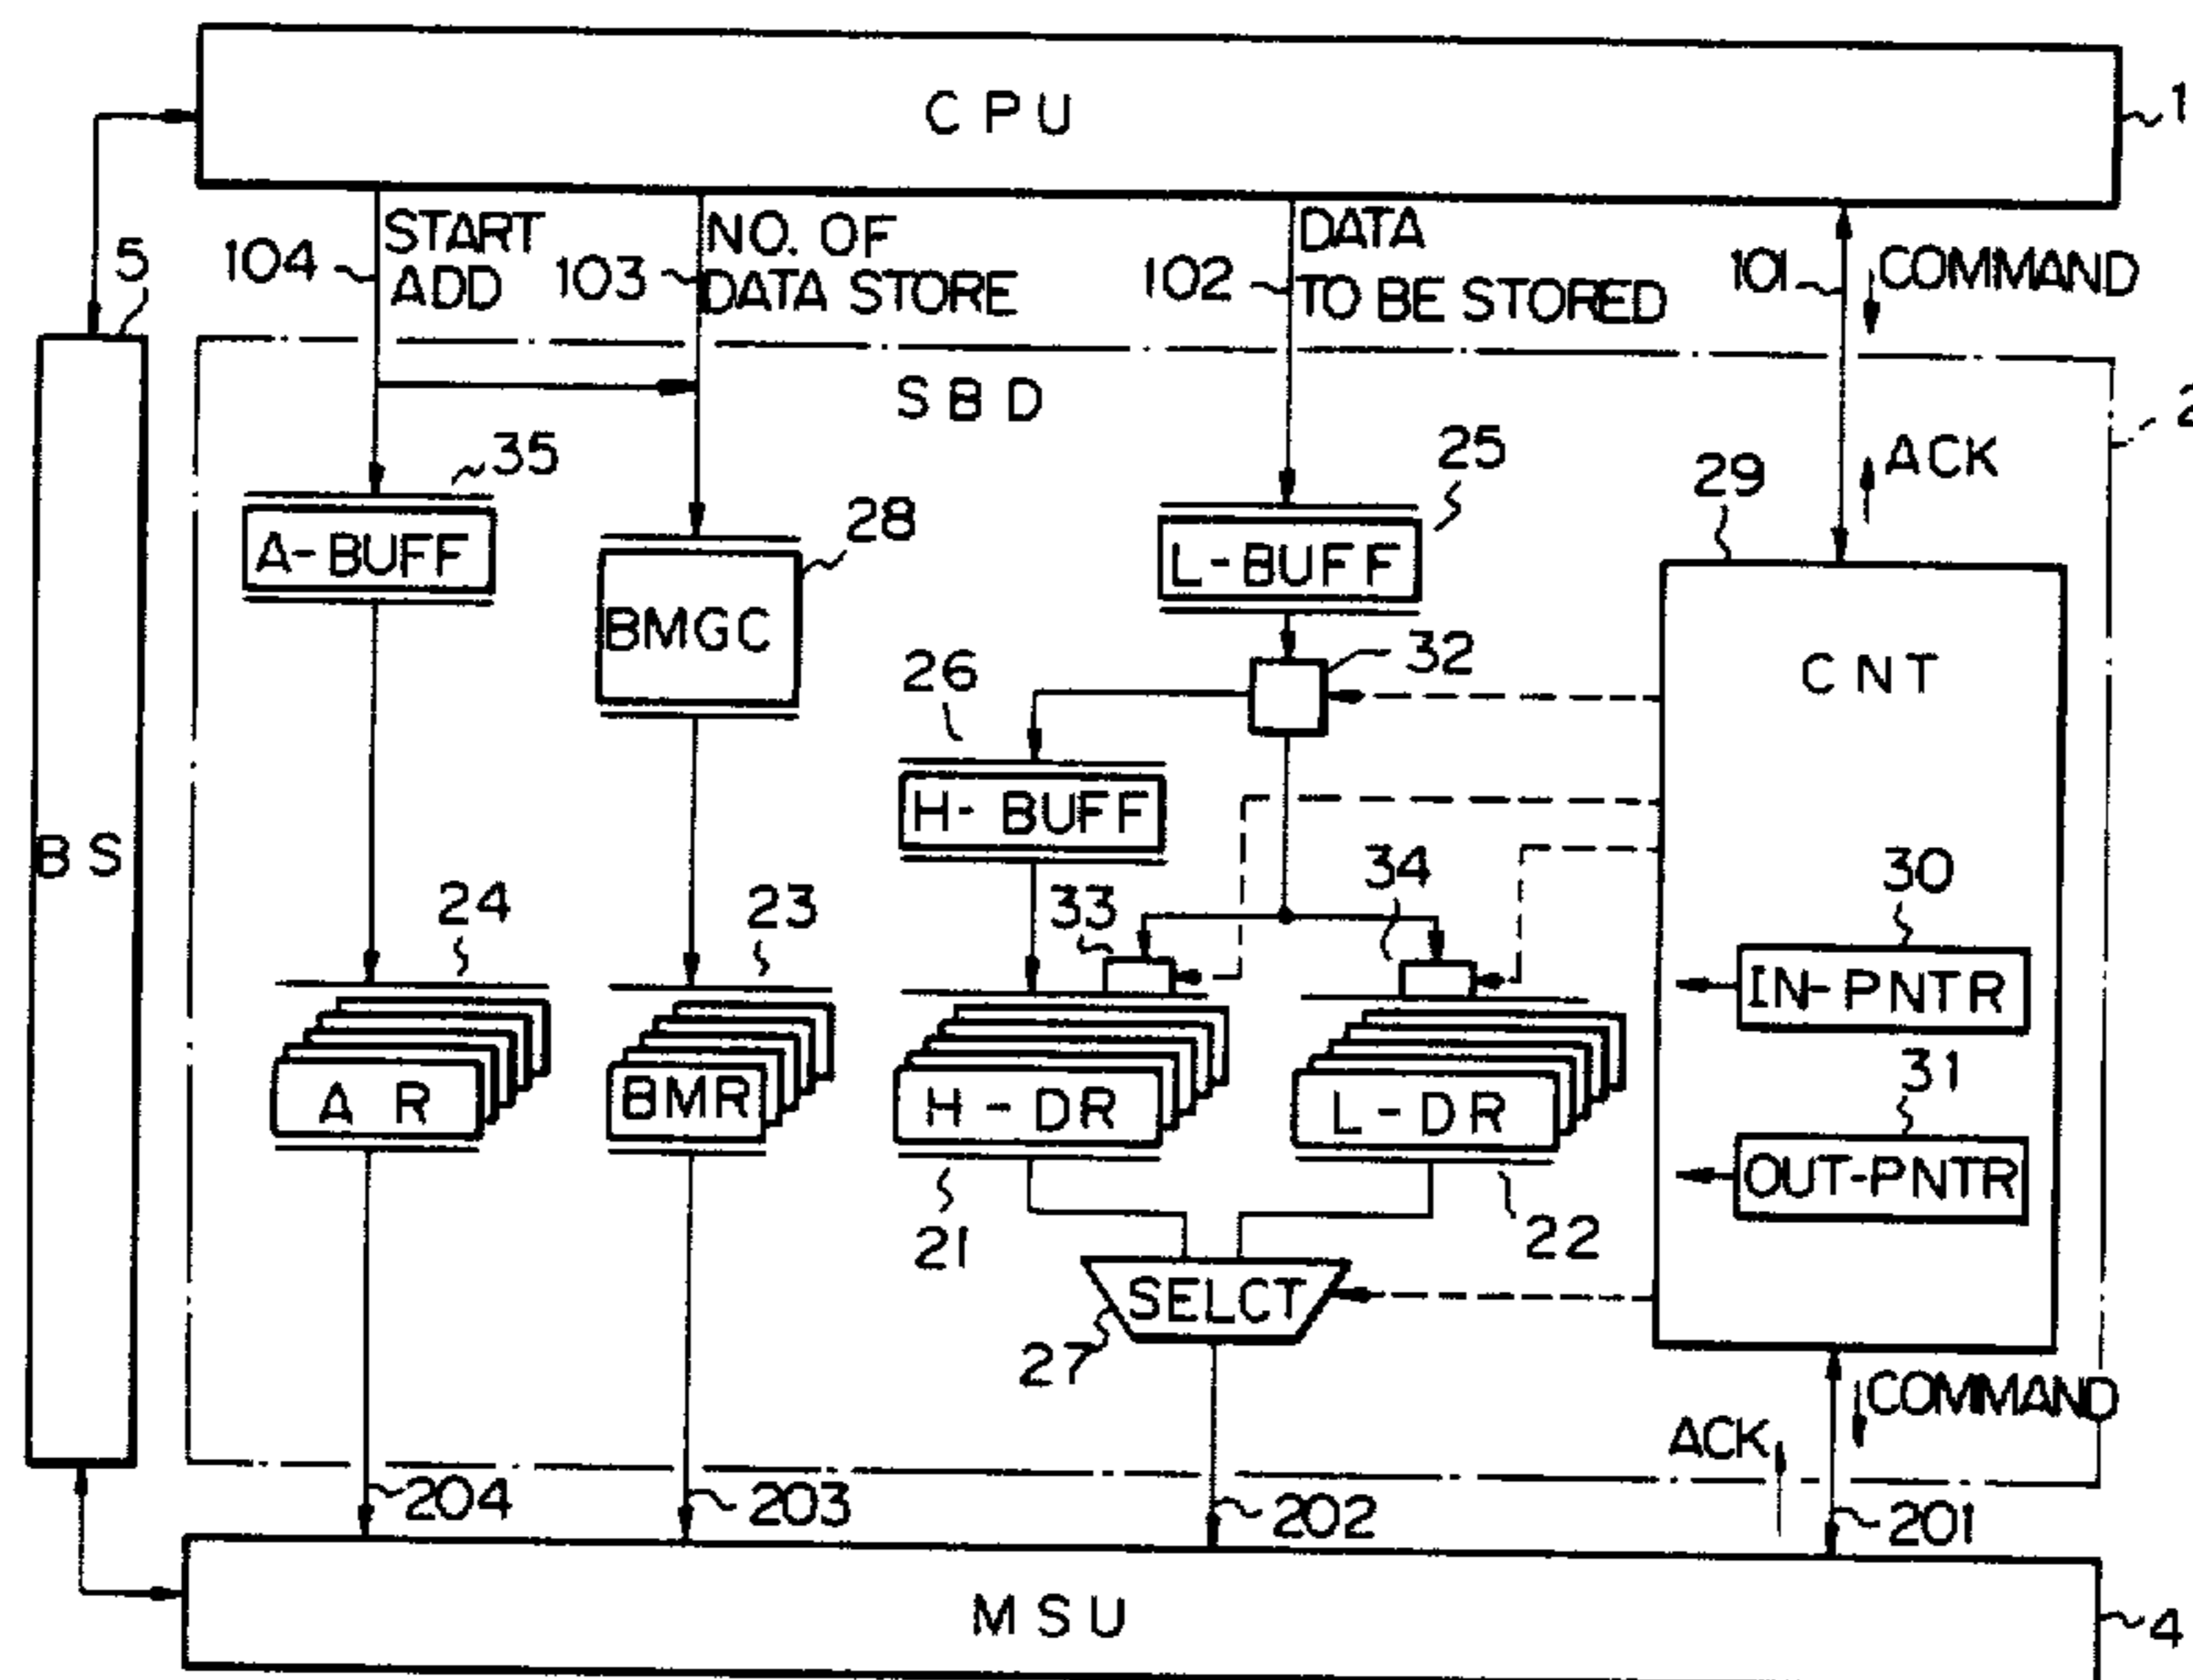 CPU
1
START
ADD
104
NO. OF
DATA STORE
103
DATA
TO BE STORED
102
101
COMMAND
5
SBD
2
35
A-BUFF
28
BMGC
25
L-BUFF
29
ACK
CNT
32
26
H-BUFF
BS
33
34
30
IN-PNTR
31
OUT-PNTR
24
AR
23
BMR
H-DR
21
L-DR
22
SELCT
27
COMMAND
ACK
204
203
202
201
MSU
4